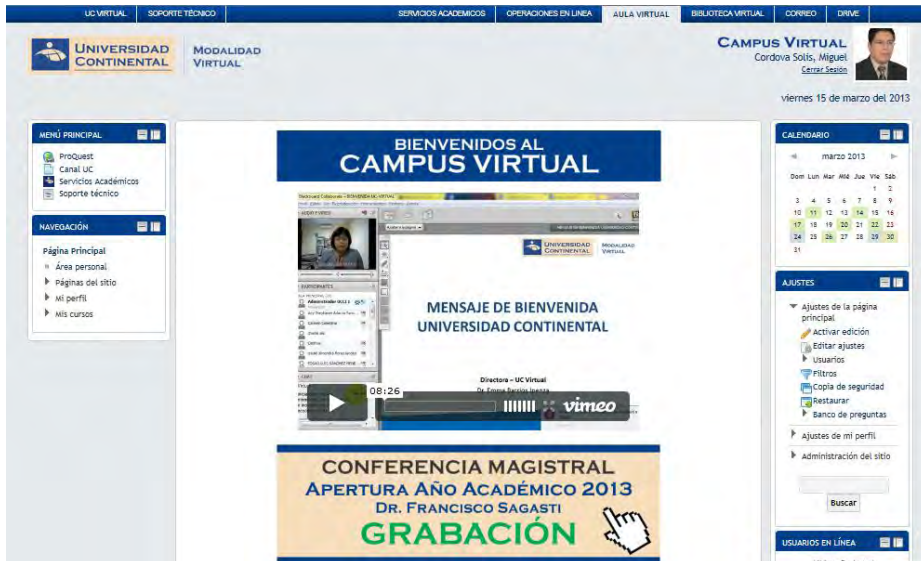 UC VIRTUAL SOPORTE TÉCNICO SERVICIOS ACADEMICOS OPERACIONES EN LINEA AULA VIRTUAL BIBLIOTECA VIRTUAL CORREO DRIVE
UNIVERSIDAD
CONTINENTAL
MODALIDAD
VIRTUAL
CAMPUS VIRTUAL
Cordova Solis, Miguel
Cerrar Sesión
viernes 15 de marzo del 2013
MENÚ PRINCIPAL
ProQuest
Canal UC
Servicios Académicos
Soporte técnico
NAVEGACIÓN
Página Principal
Área personal
Páginas del sitio
Mi perfil
Mis cursos
BIENVENIDOS AL
CAMPUS VIRTUAL
UNIVERSIDAD
CONTINENTAL
MODALIDAD
VIRTUAL
MENSAJE DE BIENVENIDA
UNIVERSIDAD CONTINENTAL
Directora – UC Virtual
08:26
vimeo
CONFERENCIA MAGISTRAL
APERTURA AÑO ACADÉMICO 2013
DR. FRANCISCO SAGASTI
GRABACIÓN
CALENDARIO
marzo 2013
Dom Lun Mar Mié Jue Vie Sáb
1 2
3 4 5 6 7 8 9
10 11 12 13 14 15 16
17 18 19 20 21 22 23
24 25 26 27 28 29 30
31
AJUSTES
Ajustes de la página
principal
Activar edición
Editar ajustes
Usuarios
Filtros
Copia de seguridad
Restaurar
Banco de preguntas
Ajustes de mi perfil
Administración del sitio
Buscar
USUARIOS EN LÍNEA